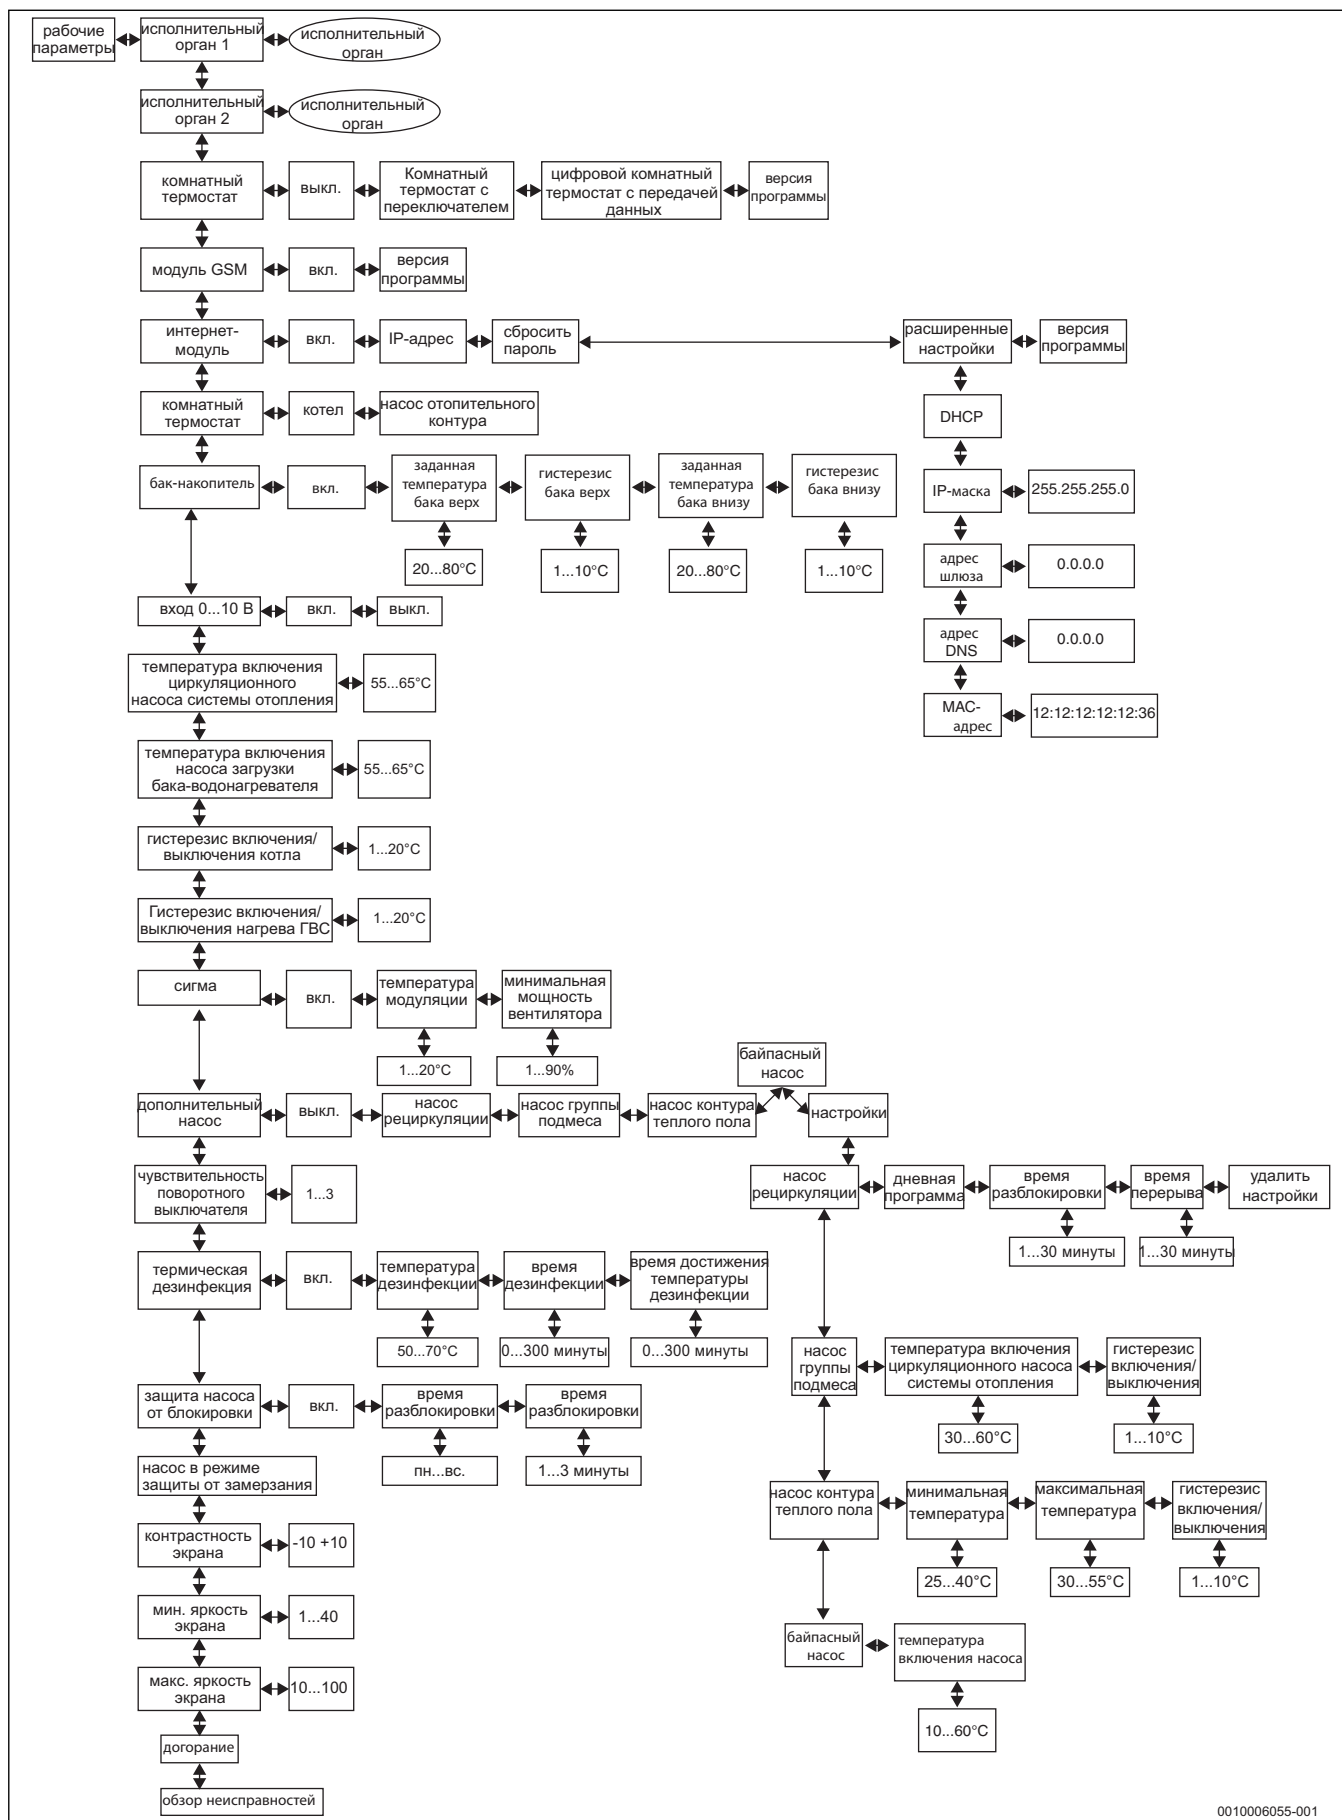 рабочие
параметры
исполнительный
орган 1
исполнительный
орган
исполнительный
орган 2
исполнительный
орган
комнатный
термостат
выкл.
Комнатный
термостат с
переключателем
цифровой комнатный
термостат с передачей
данных
версия
программы
модуль GSM
вкл.
версия
программы
интернет-
модуль
вкл.
IP-адрес
сбросить
пароль
расширенные
настройки
версия
программы
комнатный
термостат
котел
насос отопительного
контура
DHCP
бак-накопитель
вкл.
заданная
температура
бака верх
гистерезис
бака верх
заданная
температура
бака внизу
гистерезис
бака внизу
IP-маска
255.255.255.0
20...80°C
1...10°C
20...80°C
1...10°C
адрес
шлюза
0.0.0.0
вход 0...10 В
вкл.
выкл.
адрес
DNS
0.0.0.0
температура включения
циркуляционного
насоса системы отопления
55...65°C
MAC-
адрес
12:12:12:12:12:36
температура включения
насоса загрузки
бака-водонагревателя
55...65°C
гистерезис включения/
выключения котла
1...20°C
Гистерезис включения/
выключения нагрева ГВС
1...20°C
сигма
вкл.
температура
модуляции
минимальная
мощность
вентилятора
1...20°C
1...90%
байпасный
насос
дополнительный
насос
выкл.
насос
рециркуляции
насос группы
подмеса
насос контура
теплого пола
настройки
чувствительность
поворотного
выключателя
1...3
насос
рециркуляции
дневная
программа
время
разблокировки
время
перерыва
удалить
настройки
1...30 минуты
1...30 минуты
термическая
дезинфекция
вкл.
температура
дезинфекции
время
дезинфекции
время достижения
температуры
дезинфекции
50...70°C
0...300 минуты
0...300 минуты
насос
группы
подмеса
температура включения
циркуляционного насоса
системы отопления
гистерезис
включения/
выключения
30...60°C
1...10°C
защита насоса
от блокировки
вкл.
время
разблокировки
время
разблокировки
пн...вс.
1...3 минуты
насос в режиме
защиты от замерзания
насос контура
теплого пола
минимальная
температура
максимальная
температура
гистерезис
включения/
выключения
25...40°C
30...55°C
1...10°C
контрастность
экрана
-10 +10
мин. яркость
экрана
1...40
байпасный
насос
температура
включения насоса
10...60°C
макс. яркость
экрана
10...100
догорание
обзор неисправностей
0010006055-001